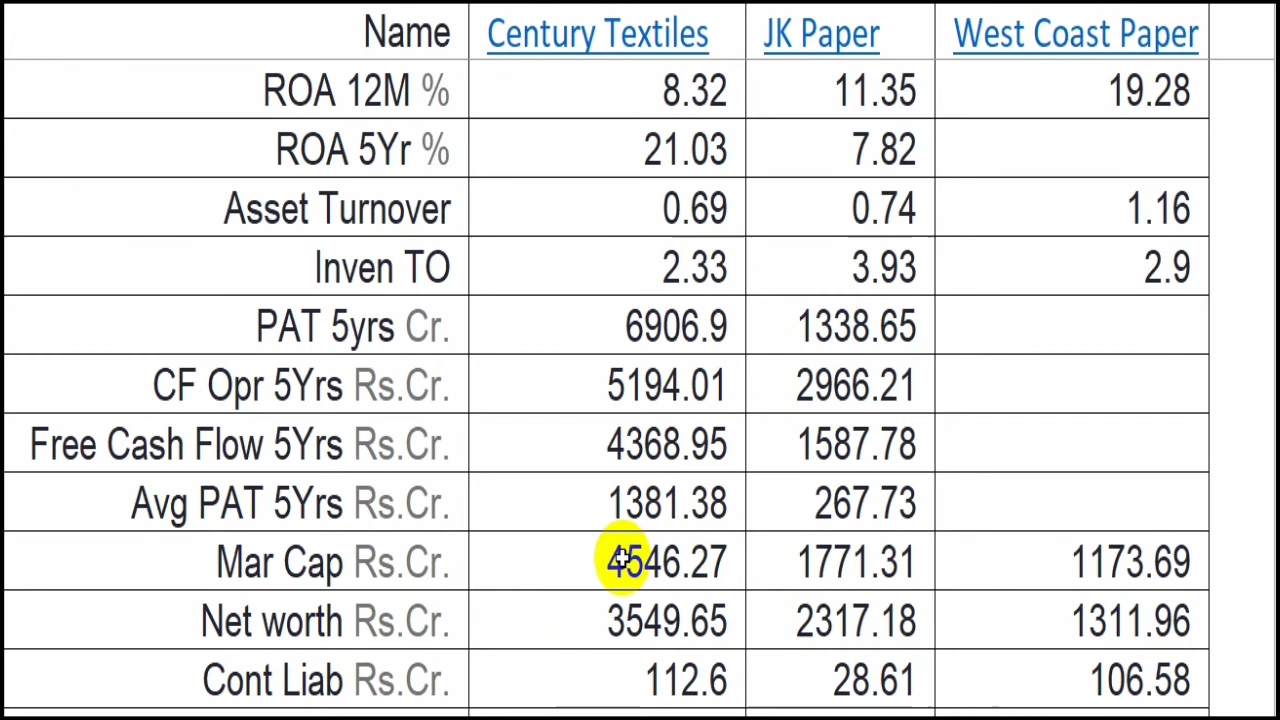 Name Century Textiles JK Paper West Coast Paper
ROA 12M % 8.32 11.35 19.28
ROA 5Yr % 21.03 7.82
Asset Turnover 0.69 0.74 1.16
Inven TO 2.33 3.93 2.9
PAT 5yrs Cr. 6906.9 1338.65
CF Opr 5Yrs Rs.Cr. 5194.01 2966.21
Free Cash Flow 5Yrs Rs.Cr. 4368.95 1587.78
Avg PAT 5Yrs Rs.Cr. 1381.38 267.73
Mar Cap Rs.Cr. 4546.27 1771.31 1173.69
Net worth Rs.Cr. 3549.65 2317.18 1311.96
Cont Liab Rs.Cr. 112.6 28.61 106.58